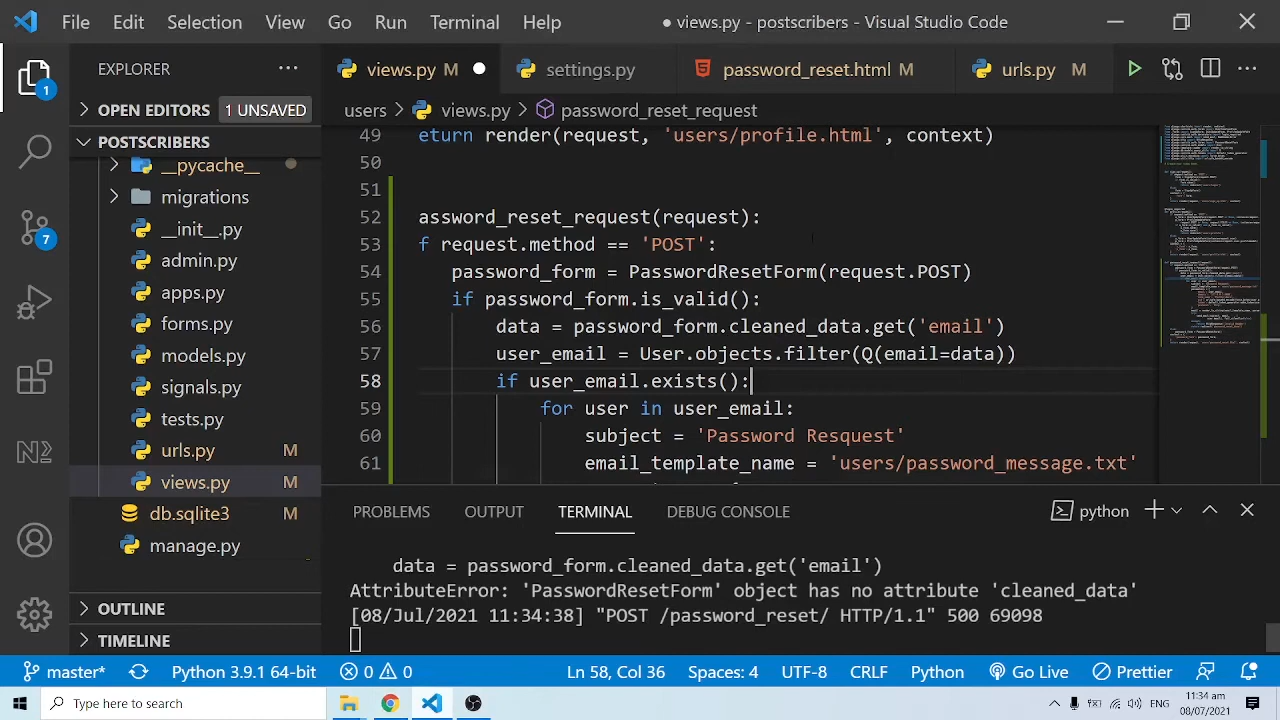 File Edit Selection View Go Run Terminal Help ● views.py - postscribers - Visual Studio Code
EXPLORER ··· views.py M settings.py password_reset.html M urls.py M
1
OPEN EDITORS 1 UNSAVED
users > views.py > password_reset_request
POSTSCRIBERS
__pycache__
migrations
__init__.py
admin.py
apps.py
forms.py
models.py
signals.py
tests.py
urls.py M
views.py M
db.sqlite3 M
manage.py
OUTLINE
TIMELINE
7
49 eturn render(request, 'users/profile.html', context)
50
51
52 assword_reset_request(request):
53 f request.method == 'POST':
54 password_form = PasswordResetForm(request.POST)
55 if password_form.is_valid():
56 data = password_form.cleaned_data.get('email')
57 user_email = User.objects.filter(Q(email=data))
58 if user_email.exists():
59 for user in user_email:
60 subject = 'Password Resquest'
61 email_template_name = 'users/password_message.txt'
PROBLEMS OUTPUT TERMINAL DEBUG CONSOLE python
data = password_form.cleaned_data.get('email')
AttributeError: 'PasswordResetForm' object has no attribute 'cleaned_data'
[08/Jul/2021 11:34:38] "POST /password_reset/ HTTP/1.1" 500 69098
master* Python 3.9.1 64-bit 0 0 Ln 58, Col 36 Spaces: 4 UTF-8 CRLF Python Go Live Prettier
Type here to search
ENG
11:34 am
08/07/2021